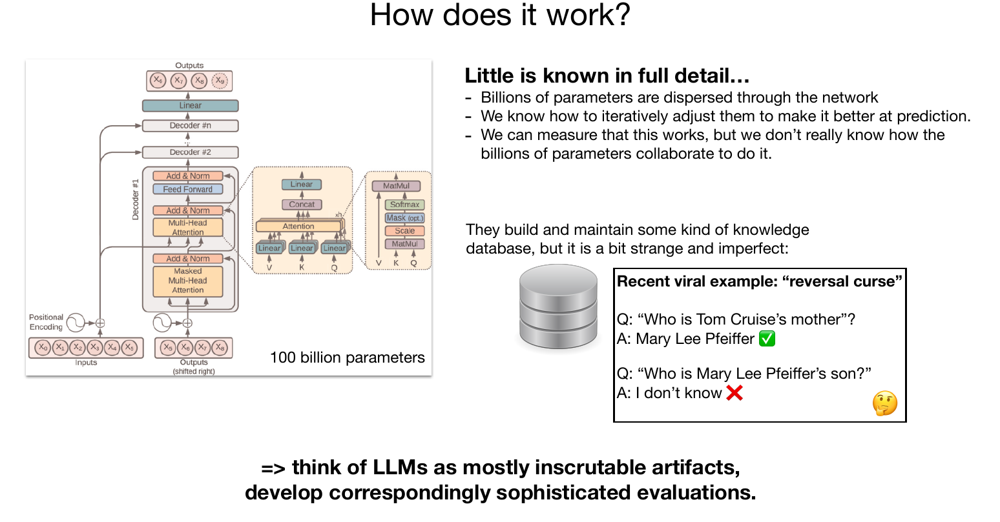 How does it work?
Outputs
X6 X7 X8 X9
Linear
Decoder #n
...
Decoder #2
Decoder #1
Add & Norm
Feed Forward
Add & Norm
Multi-Head
Attention
Add & Norm
Masked
Multi-Head
Attention
Positional
Encoding
X0 X1 X2 X3 X4 X5
Inputs
X5 X6 X7 X8
Outputs
(shifted right)
Linear
Concat
xh
Attention
Linear Linear Linear
V K Q
MatMul
Softmax
Mask (opt.)
Scale
MatMul
V K Q
100 billion parameters
Little is known in full detail…
- Billions of parameters are dispersed through the network
- We know how to iteratively adjust them to make it better at prediction.
- We can measure that this works, but we don’t really know how the
billions of parameters collaborate to do it.
They build and maintain some kind of knowledge
database, but it is a bit strange and imperfect:
Recent viral example: “reversal curse”
Q: “Who is Tom Cruise’s mother”?
A: Mary Lee Pfeiffer ✅
Q: “Who is Mary Lee Pfeiffer’s son?”
A: I don’t know ❌
🤔
=> think of LLMs as mostly inscrutable artifacts,
develop correspondingly sophisticated evaluations.